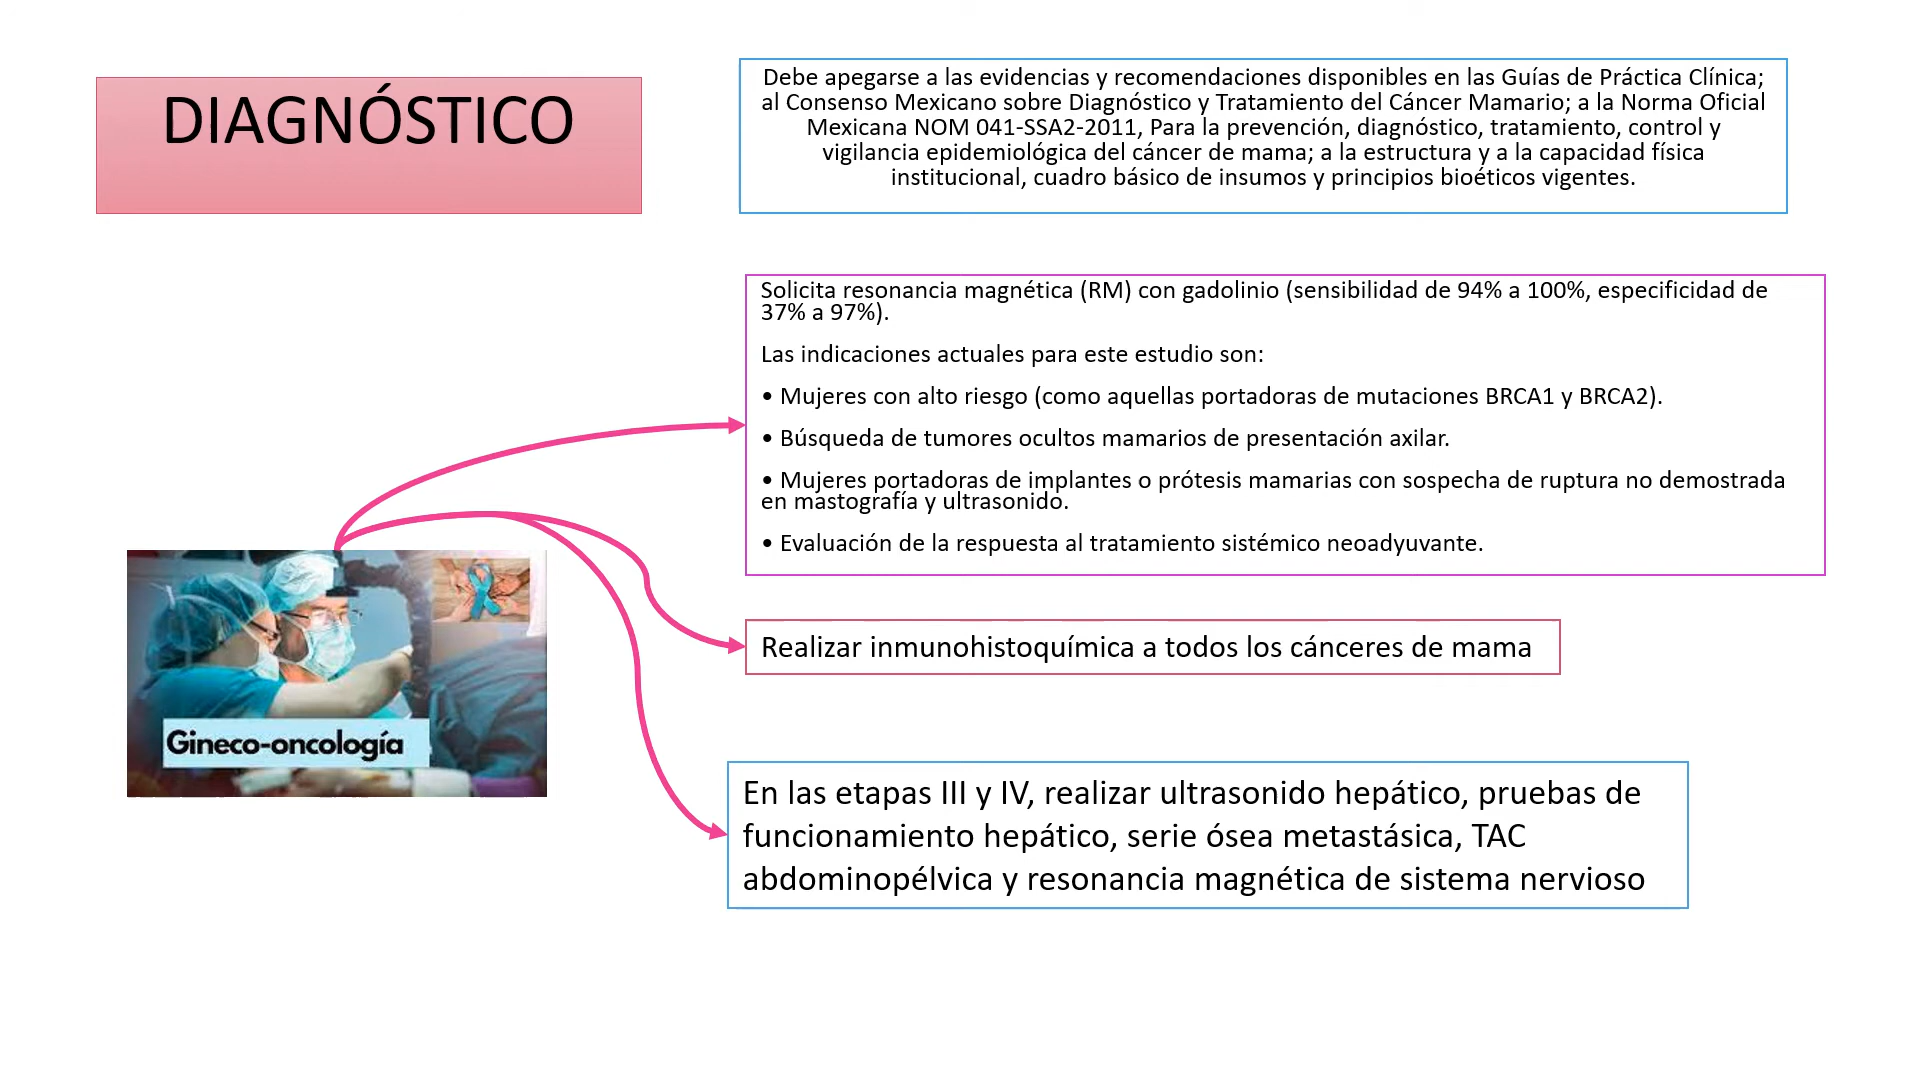 DIAGNÓSTICO
Debe apegarse a las evidencias y recomendaciones disponibles en las Guías de Práctica Clínica;
al Consenso Mexicano sobre Diagnóstico y Tratamiento del Cáncer Mamario; a la Norma Oficial
Mexicana NOM 041-SSA2-2011, Para la prevención, diagnóstico, tratamiento, control y
vigilancia epidemiológica del cáncer de mama; a la estructura y a la capacidad física
institucional, cuadro básico de insumos y principios bioéticos vigentes.
Solicita resonancia magnética (RM) con gadolinio (sensibilidad de 94% a 100%, especificidad de
37% a 97%).
Las indicaciones actuales para este estudio son:
• Mujeres con alto riesgo (como aquellas portadoras de mutaciones BRCA1 y BRCA2).
• Búsqueda de tumores ocultos mamarios de presentación axilar.
• Mujeres portadoras de implantes o prótesis mamarias con sospecha de ruptura no demostrada
en mastografía y ultrasonido.
• Evaluación de la respuesta al tratamiento sistémico neoadyuvante.
Realizar inmunohistoquímica a todos los cánceres de mama
Gineco-oncología
En las etapas III y IV, realizar ultrasonido hepático, pruebas de
funcionamiento hepático, serie ósea metastásica, TAC
abdominopélvica y resonancia magnética de sistema nervioso